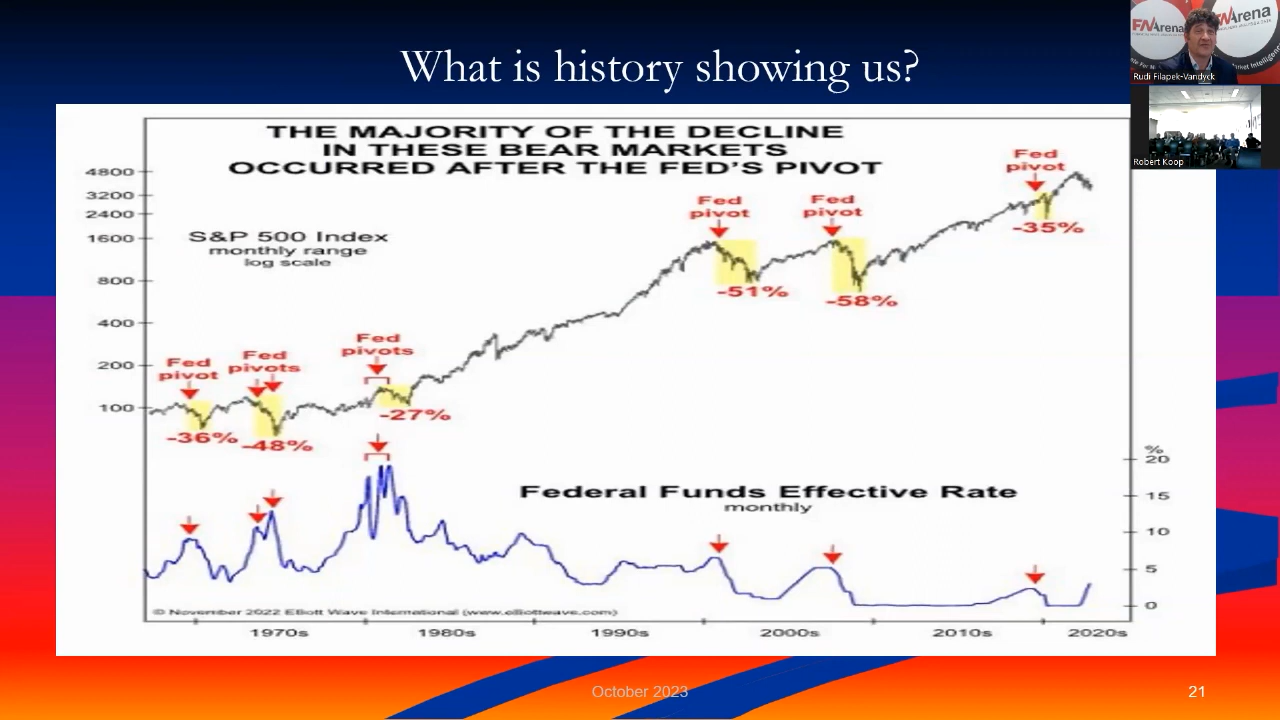 What is history showing us?
FNArena
FNArena
Rudi Filapek-Vandyck
Robert Koop
THE MAJORITY OF THE DECLINE
IN THESE BEAR MARKETS
OCCURRED AFTER THE FED'S PIVOT
4800
3200
2400
1600
800
400
200
100
S&P 500 Index
monthly range
log scale
Fed
pivot
Fed
pivots
Fed
pivots
Fed
pivot
Fed
pivot
Fed
pivot
-36%
-48%
-27%
-51%
-58%
-35%
Federal Funds Effective Rate
monthly
%
20
15
10
5
0
© November 2022 Elliott Wave International (www.elliottwave.com)
1970s
1980s
1990s
2000s
2010s
2020s
October 2023
21